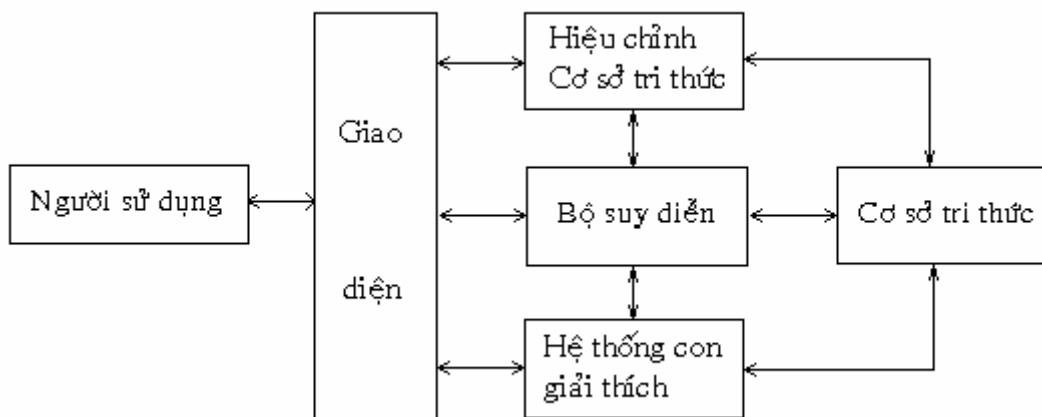 Người sử dụng
Giao
diện
Hiệu chỉnh
Cơ sở tri thức
Bộ suy diễn
Hệ thống con
giải thích
Cơ sở tri thức